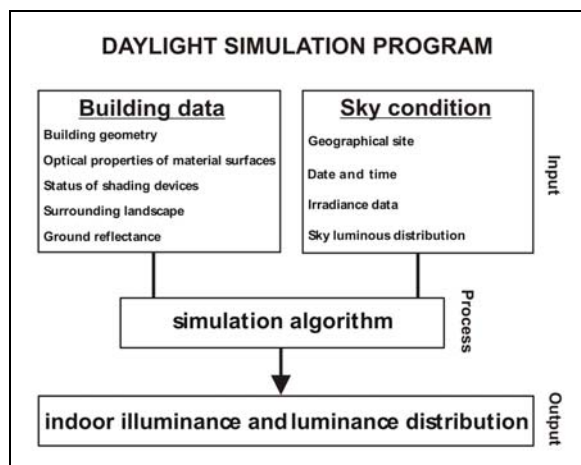 DAYLIGHT SIMULATION PROGRAM
Building data
Building geometry
Optical properties of material surfaces
Status of shading devices
Surrounding landscape
Ground reflectance
Sky condition
Geographical site
Date and time
Irradiance data
Sky luminous distribution
Input
simulation algorithm
Process
indoor illuminance and luminance distribution
Output